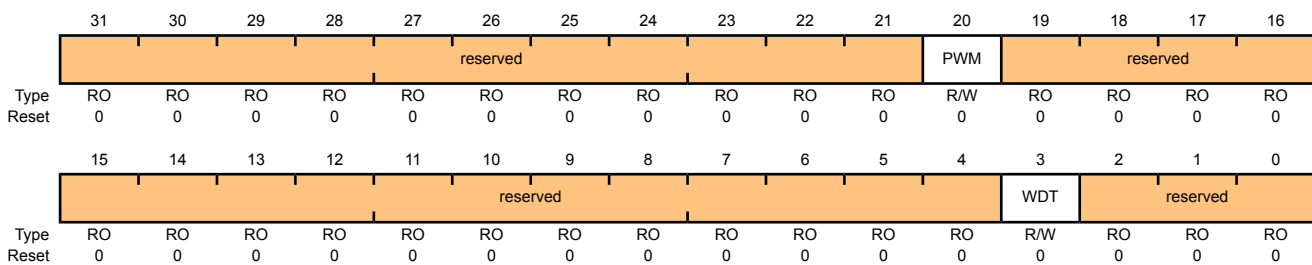 31 30 29 28 27 26 25 24 23 22 21 20 19 18 17 16
reserved PWM reserved
Type RO RO RO RO RO RO RO RO RO RO RO R/W RO RO RO RO
Reset 0 0 0 0 0 0 0 0 0 0 0 0 0 0 0 0
15 14 13 12 11 10 9 8 7 6 5 4 3 2 1 0
reserved WDT reserved
Type RO RO RO RO RO RO RO RO RO RO RO RO R/W RO RO RO
Reset 0 0 0 0 0 0 0 0 0 0 0 0 0 0 0 0